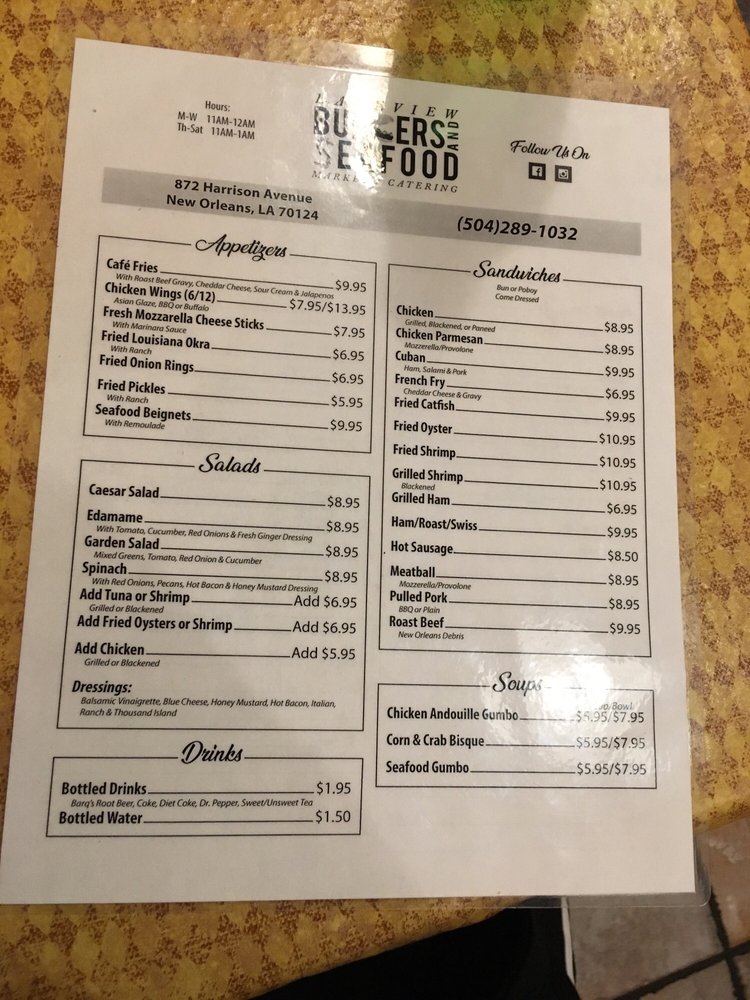 Hours:
M-W 11AM-12AM
Th-Sat 11AM-1AM
LAKEVIEW
BURGERS AND
SEAFOOD
MARKET CATERING
Follow Us On
872 Harrison Avenue
New Orleans, LA 70124
(504)289-1032
Appetizers
Café Fries $9.95
With Roast Beef Gravy, Cheddar Cheese, Sour Cream & Jalapenos
Chicken Wings (6/12) $7.95/$13.95
Asian Glaze, BBQ or Buffalo
Fresh Mozzarella Cheese Sticks $7.95
With Marinara Sauce
Fried Louisiana Okra $6.95
With Ranch
Fried Onion Rings $6.95
Fried Pickles $5.95
With Ranch
Seafood Beignets $9.95
With Remoulade
Salads
Caesar Salad $8.95
Edamame $8.95
With Tomato, Cucumber, Red Onions & Fresh Ginger Dressing
Garden Salad $8.95
Mixed Greens, Tomato, Red Onion & Cucumber
Spinach $8.95
With Red Onions, Pecans, Hot Bacon & Honey Mustard Dressing
Add Tuna or Shrimp Add $6.95
Grilled or Blackened
Add Fried Oysters or Shrimp Add $6.95
Add Chicken Add $5.95
Grilled or Blackened
Dressings:
Balsamic Vinaigrette, Blue Cheese, Honey Mustard, Hot Bacon, Italian,
Ranch & Thousand Island
Drinks
Bottled Drinks $1.95
Barq's Root Beer, Coke, Diet Coke, Dr. Pepper, Sweet/Unsweet Tea
Bottled Water $1.50
Sandwiches
Bun or Poboy
Come Dressed
Chicken $8.95
Grilled, Blackened, or Paneed
Chicken Parmesan $8.95
Mozzerella/Provolone
Cuban $9.95
Ham, Salami & Pork
French Fry $6.95
Cheddar Cheese & Gravy
Fried Catfish $9.95
Fried Oyster $10.95
Fried Shrimp $10.95
Grilled Shrimp $10.95
Blackened
Grilled Ham $6.95
Ham/Roast/Swiss $9.95
Hot Sausage $8.50
Meatball $8.95
Mozzerella/Provolone
Pulled Pork $8.95
BBQ or Plain
Roast Beef $9.95
New Orleans Debris
Soups
Cup/Bowl
Chicken Andouille Gumbo $5.95/$7.95
Corn & Crab Bisque $5.95/$7.95
Seafood Gumbo $5.95/$7.95